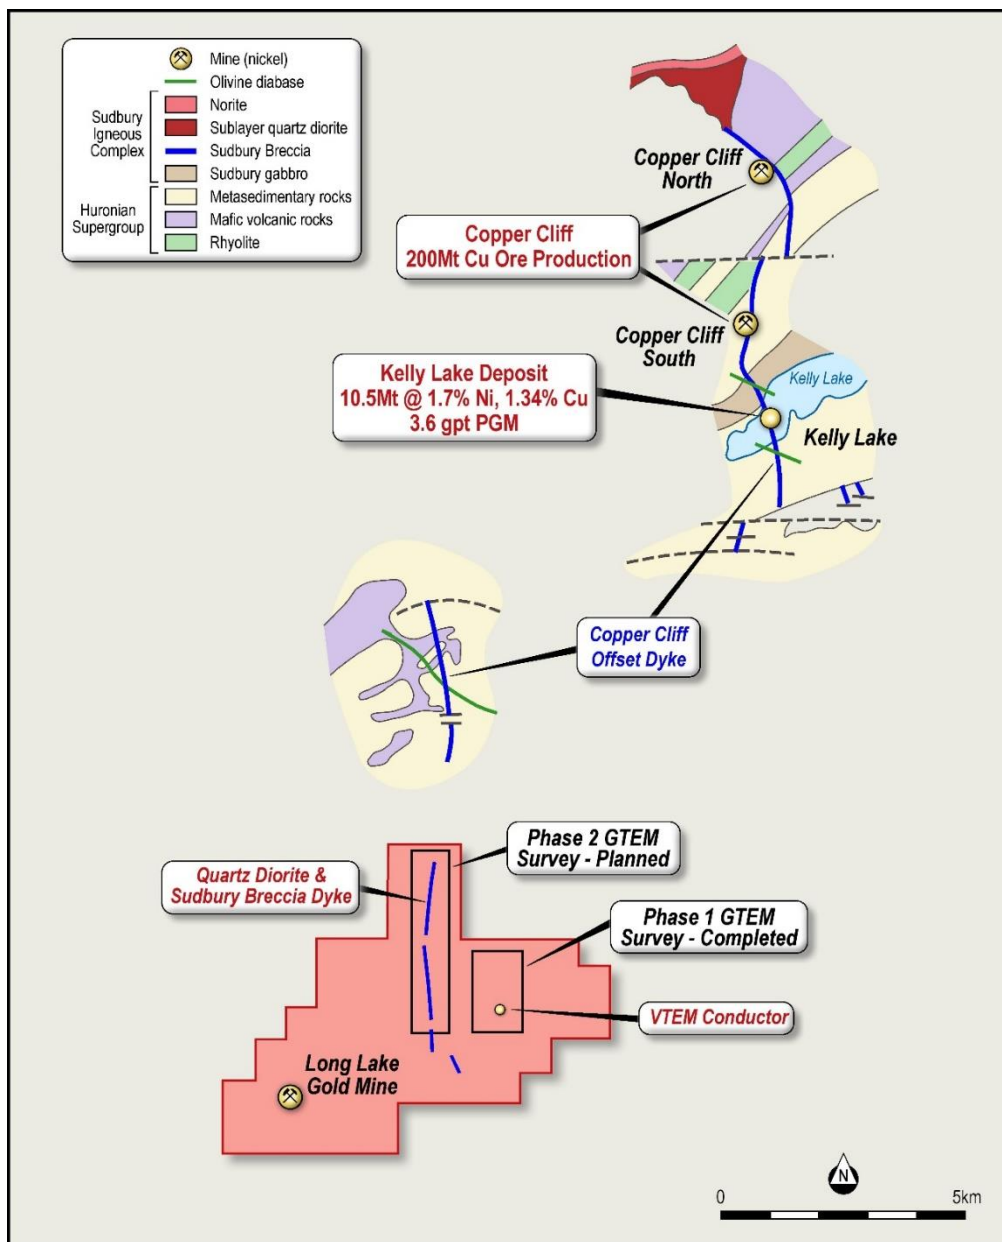 Mine (nickel)
Olivine diabase
Sudbury
Igneous
Complex
Norite
Sublayer quartz diorite
Sudbury Breccia
Sudbury gabbro
Huronian
Supergroup
Metasedimentary rocks
Mafic volcanic rocks
Rhyolite
Copper Cliff
North
Copper Cliff
200Mt Cu Ore Production
Copper Cliff
South
Kelly Lake Deposit
10.5Mt @ 1.7% Ni, 1.34% Cu
3.6 gpt PGM
Kelly Lake
Kelly Lake
Copper Cliff
Offset Dyke
Phase 2 GTEM
Survey - Planned
Quartz Diorite &
Sudbury Breccia Dyke
Phase 1 GTEM
Survey - Completed
VTEM Conductor
Long Lake
Gold Mine
N
0 5km